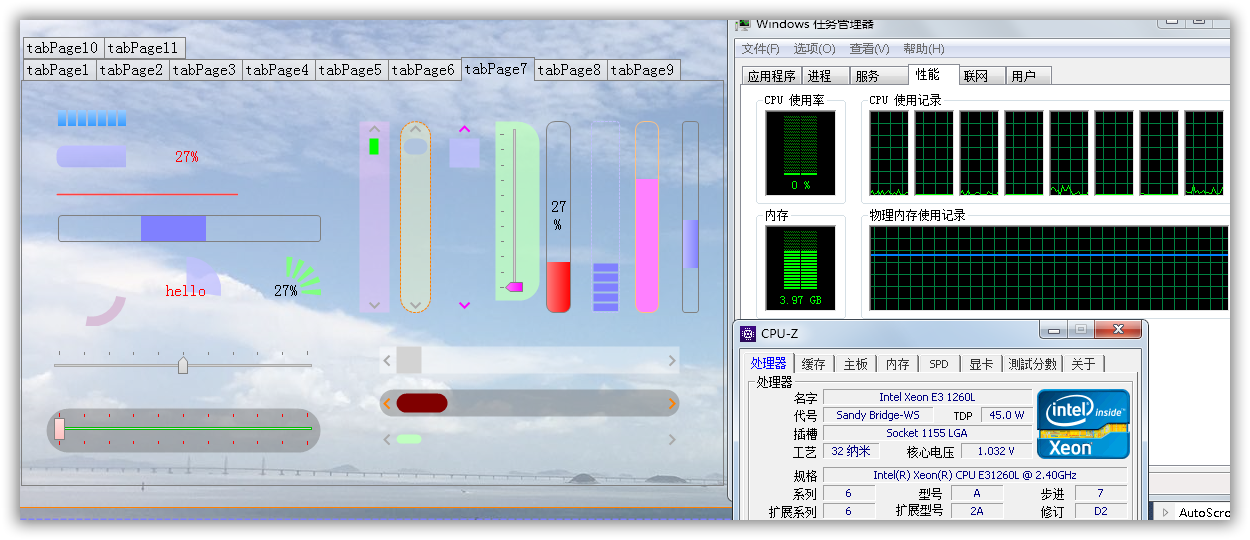 tabPage10 tabPage11
tabPage1 tabPage2 tabPage3 tabPage4 tabPage5 tabPage6 tabPage7 tabPage8 tabPage9
27%
27
%
hello
27%
Windows 任务管理器
文件(F) 选项(O) 查看(V) 帮助(H)
应用程序 进程 服务 性能 联网 用户
CPU 使用率 CPU 使用记录
0 %
内存 物理内存使用记录
3.97 GB
CPU-Z
处理器 缓存 主板 内存 SPD 显卡 測試分數 关于
处理器
名字 Intel Xeon E3 1260L
代号 Sandy Bridge-WS TDP 45.0 W
插槽 Socket 1155 LGA
工艺 32 纳米 核心电压 1.032 V
intel inside™
Xeon
规格 Intel(R) Xeon(R) CPU E31260L @ 2.40GHz
系列 6 型号 A 步进 7
扩展系列 6 扩展型号 2A 修订 D2
AutoScro